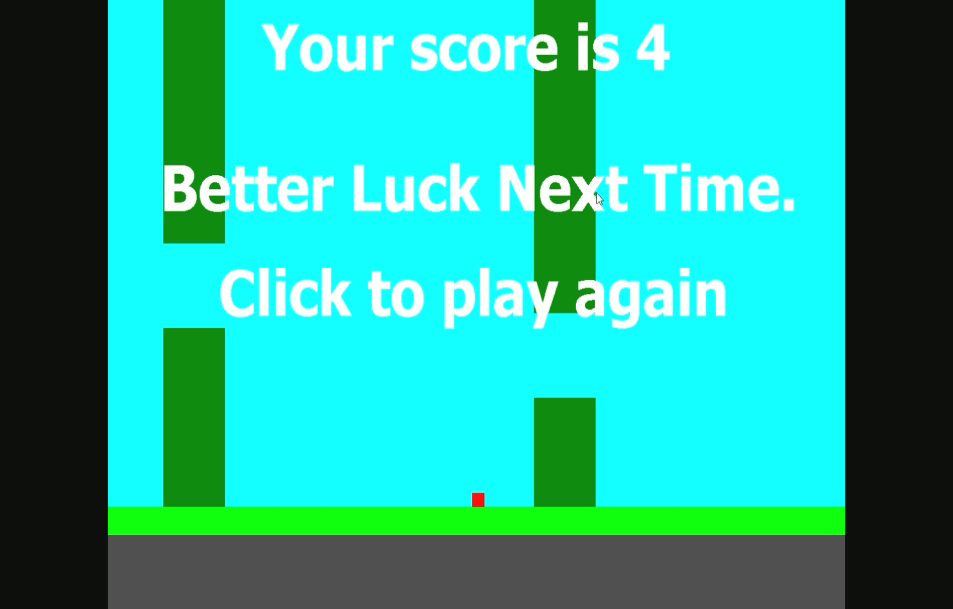 Your score is 4
Better Luck Next Time.
Click to play again